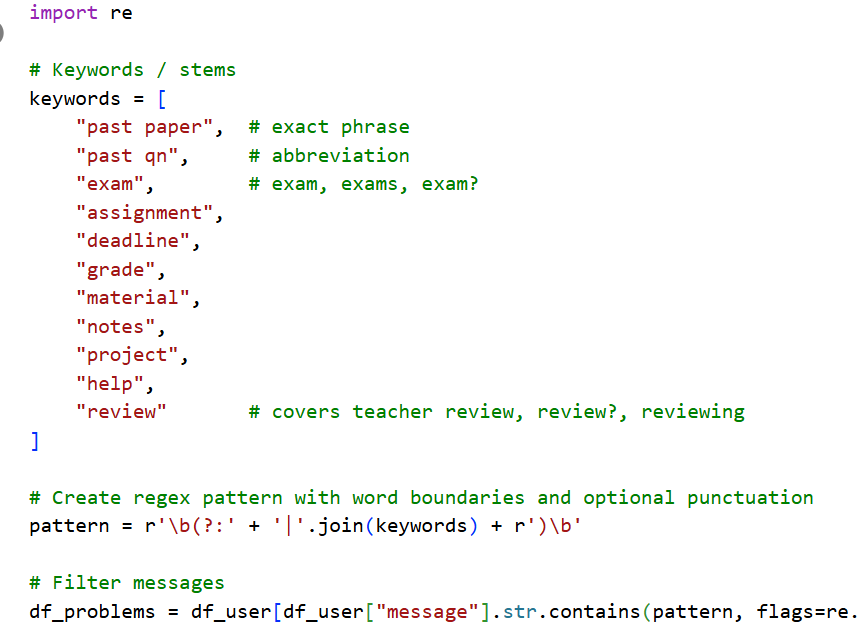 import re

# Keywords / stems
keywords = [
    "past paper",  # exact phrase
    "past qn",     # abbreviation
    "exam",        # exam, exams, exam?
    "assignment",
    "deadline",
    "grade",
    "material",
    "notes",
    "project",
    "help",
    "review"       # covers teacher review, review?, reviewing
]

# Create regex pattern with word boundaries and optional punctuation
pattern = r'\b(?:' + '|'.join(keywords) + r')\b'

# Filter messages
df_problems = df_user[df_user["message"].str.contains(pattern, flags=re.